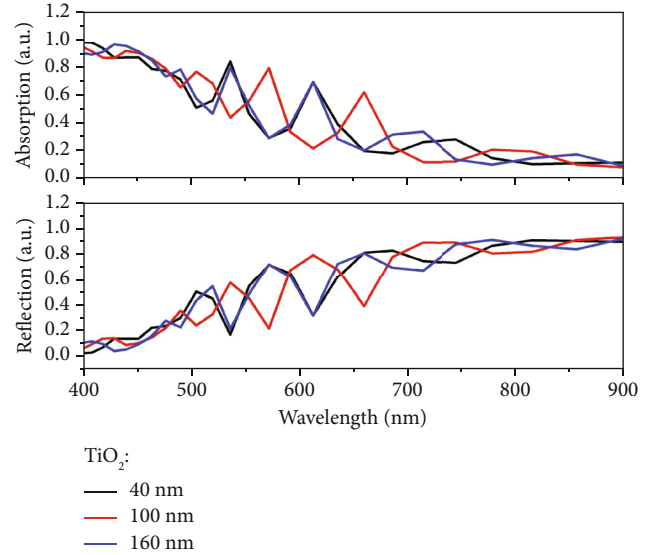 1.2
1.0
0.8
0.6
0.4
0.2
0.0
Absorption (a.u.)
1.2
1.0
0.8
0.6
0.4
0.2
0.0
Reflection (a.u.)
400 500 600 700 800 900
Wavelength (nm)
TiO₂:
40 nm
100 nm
160 nm